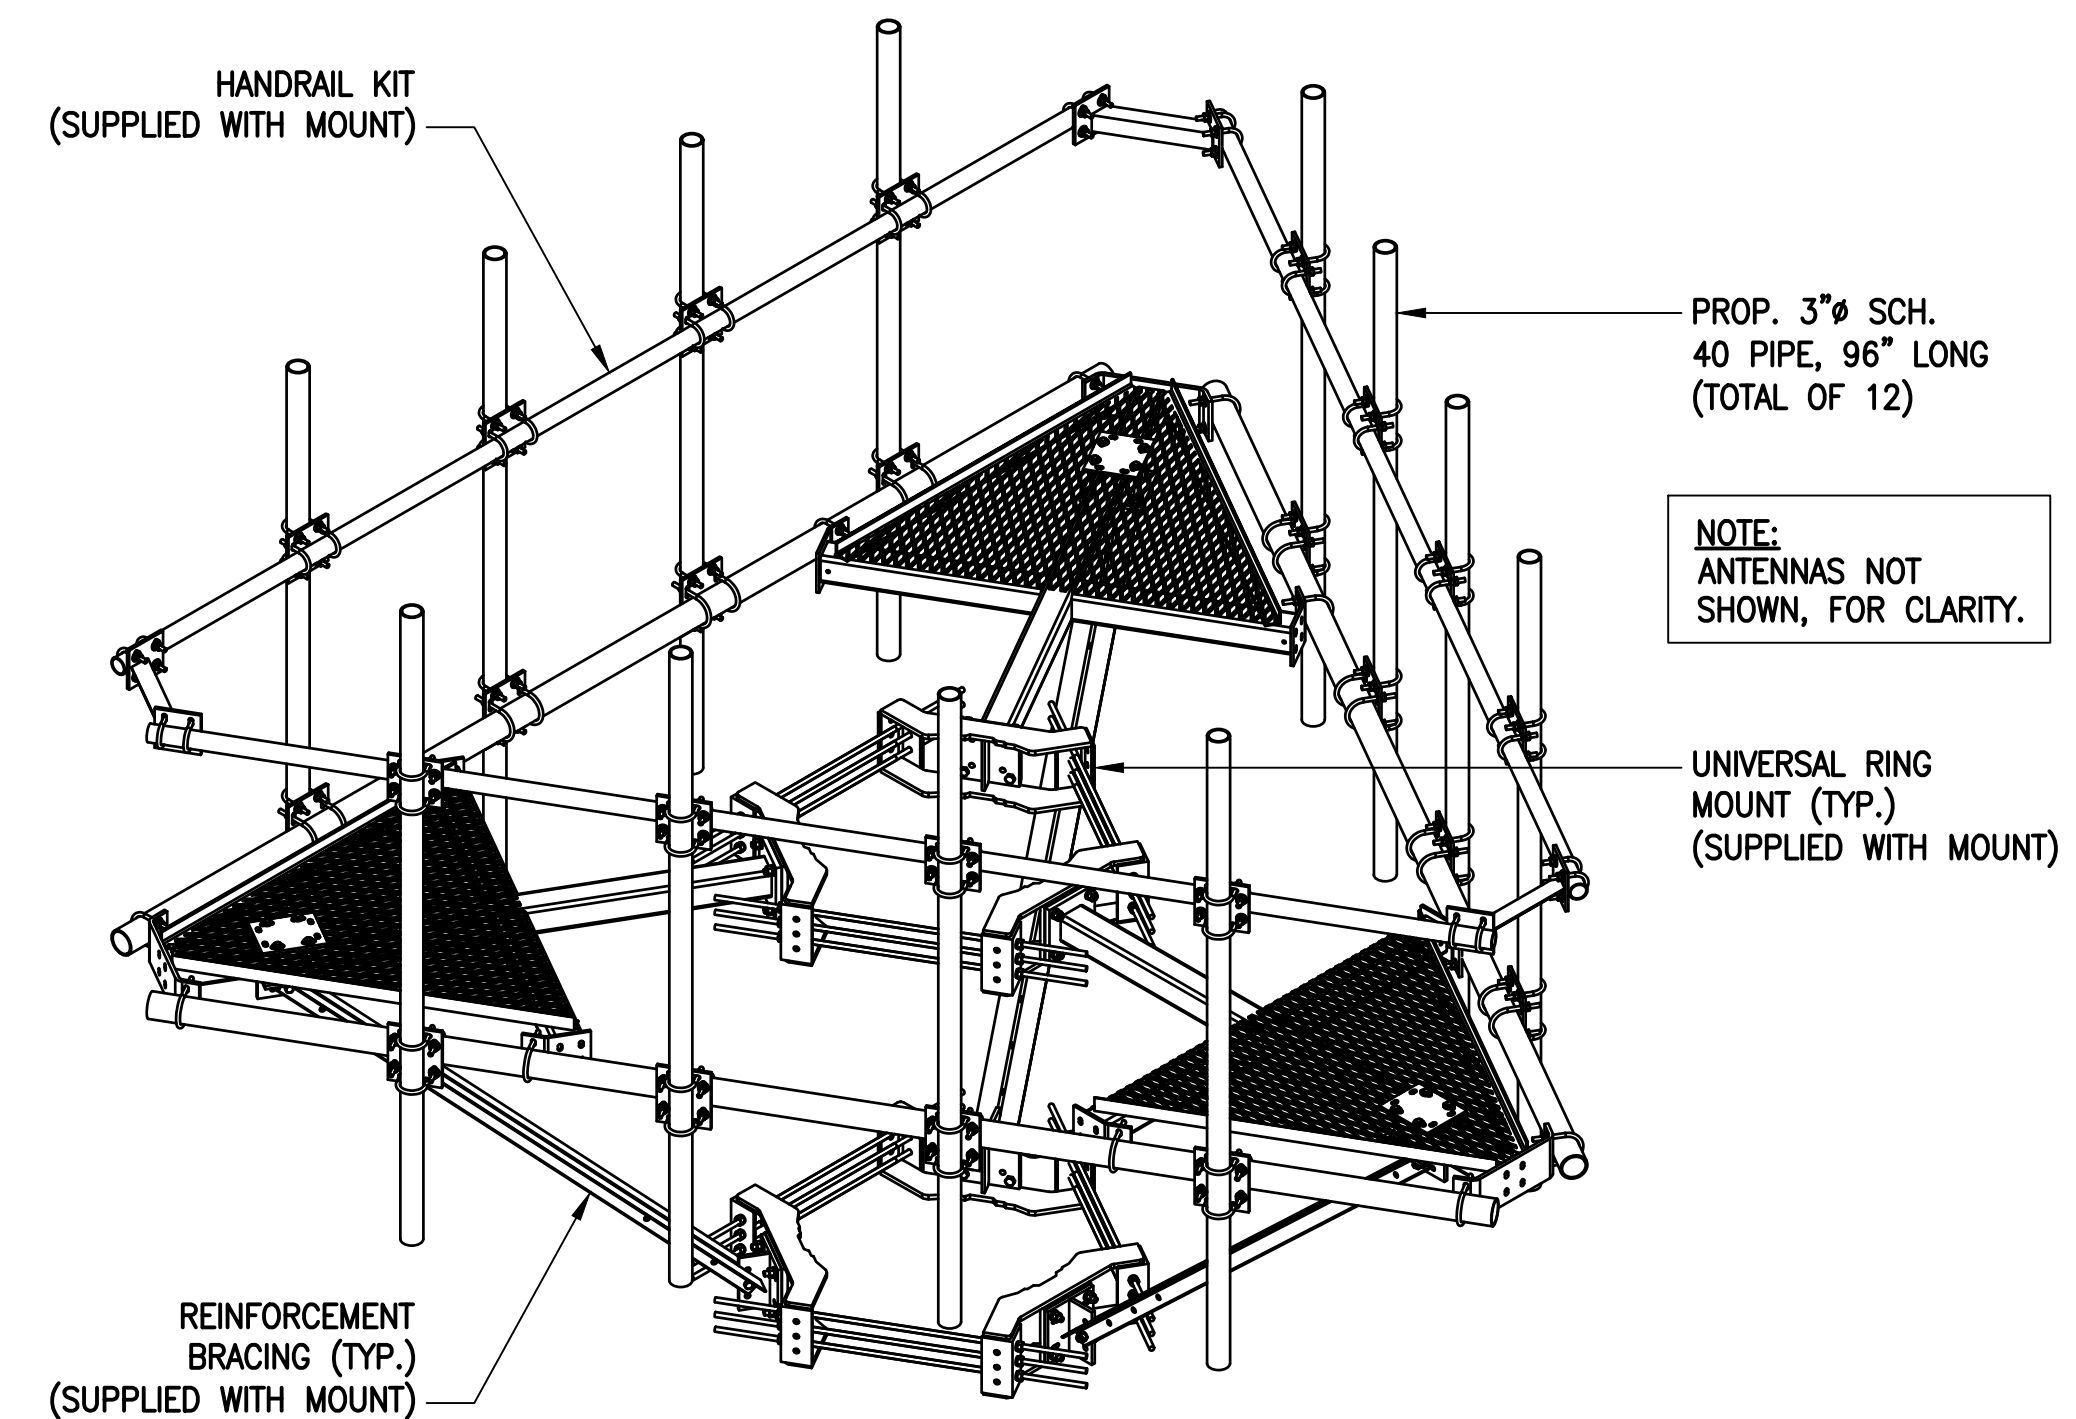 HANDRAIL KIT
(SUPPLIED WITH MOUNT)
PROP. 3"ø SCH.
40 PIPE, 96" LONG
(TOTAL OF 12)
NOTE:
ANTENNAS NOT
SHOWN, FOR CLARITY.
UNIVERSAL RING
MOUNT (TYP.)
(SUPPLIED WITH MOUNT)
REINFORCEMENT
BRACING (TYP.)
(SUPPLIED WITH MOUNT)